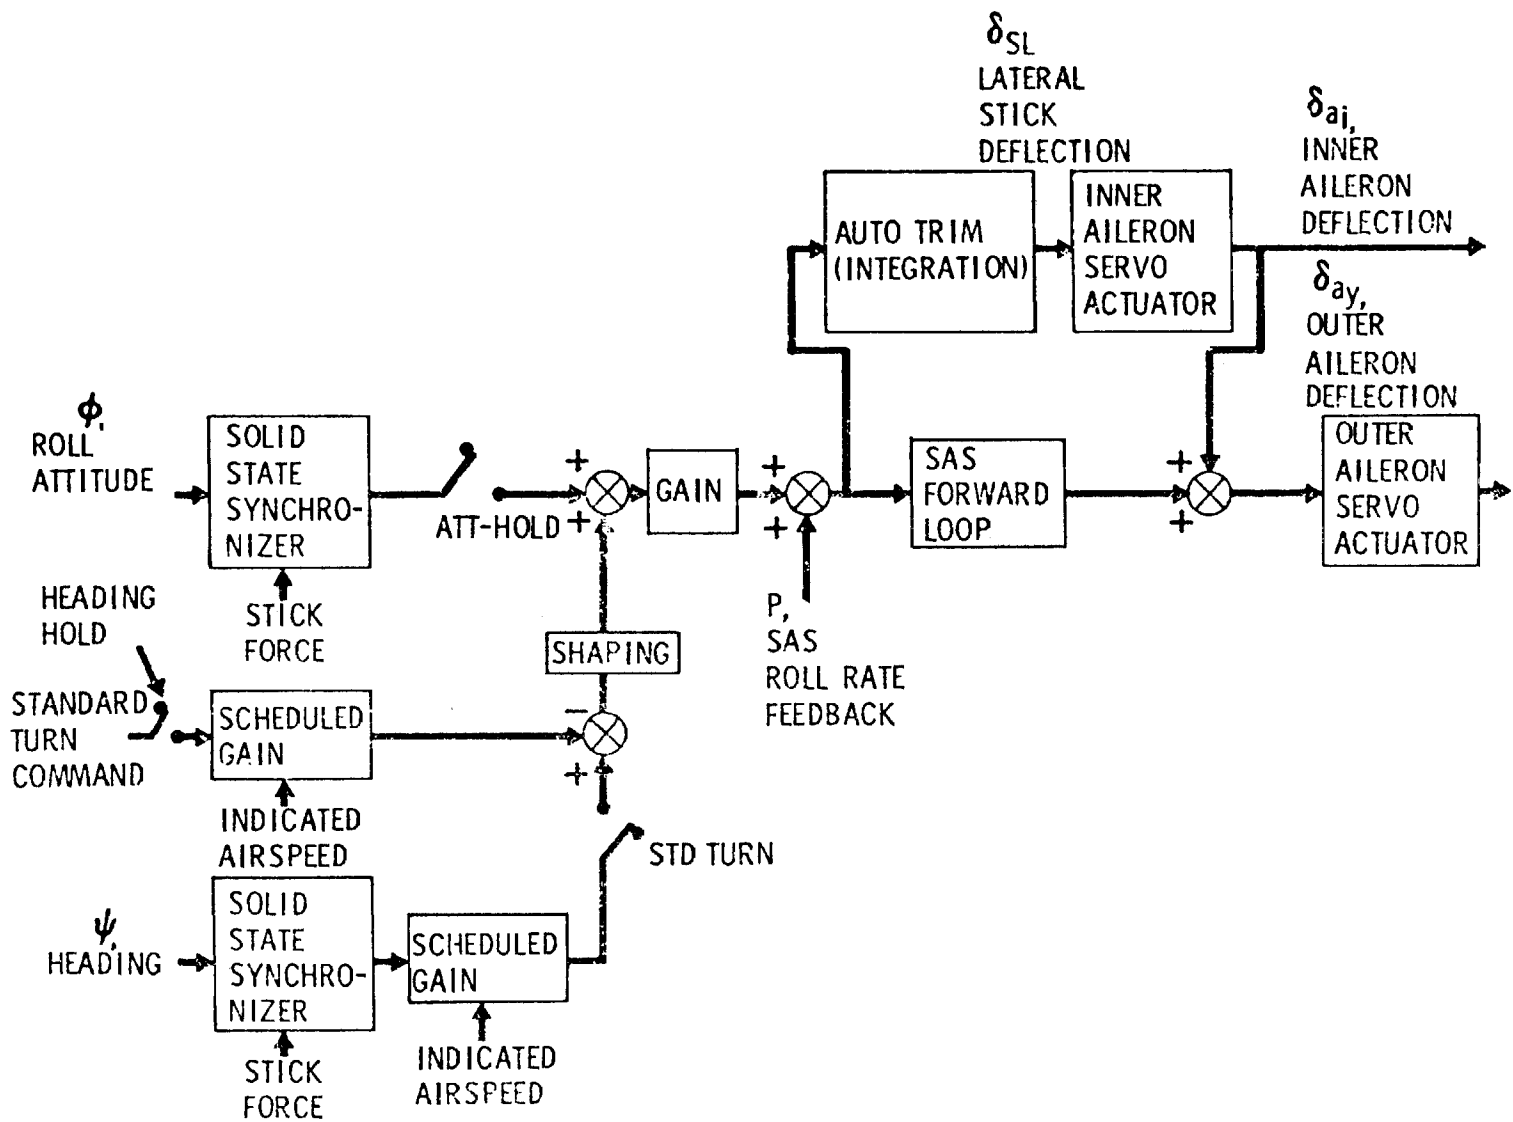 δSL
LATERAL
STICK
DEFLECTION
δai,
INNER
AILERON
DEFLECTION
INNER
AILERON
SERVO
ACTUATOR
AUTO TRIM
(INTEGRATION)
δay,
OUTER
AILERON
DEFLECTION
ϕ,
ROLL
ATTITUDE
SOLID
STATE
SYNCHRO-
NIZER
STICK
FORCE
ATT-HOLD
+
+
GAIN
+
+
SAS
FORWARD
LOOP
+
+
OUTER
AILERON
SERVO
ACTUATOR
P,
SAS
ROLL RATE
FEEDBACK
HEADING
HOLD
SHAPING
STANDARD
TURN
COMMAND
SCHEDULED
GAIN
−
+
INDICATED
AIRSPEED
STD TURN
ψ,
HEADING
SOLID
STATE
SYNCHRO-
NIZER
SCHEDULED
GAIN
STICK
FORCE
INDICATED
AIRSPEED